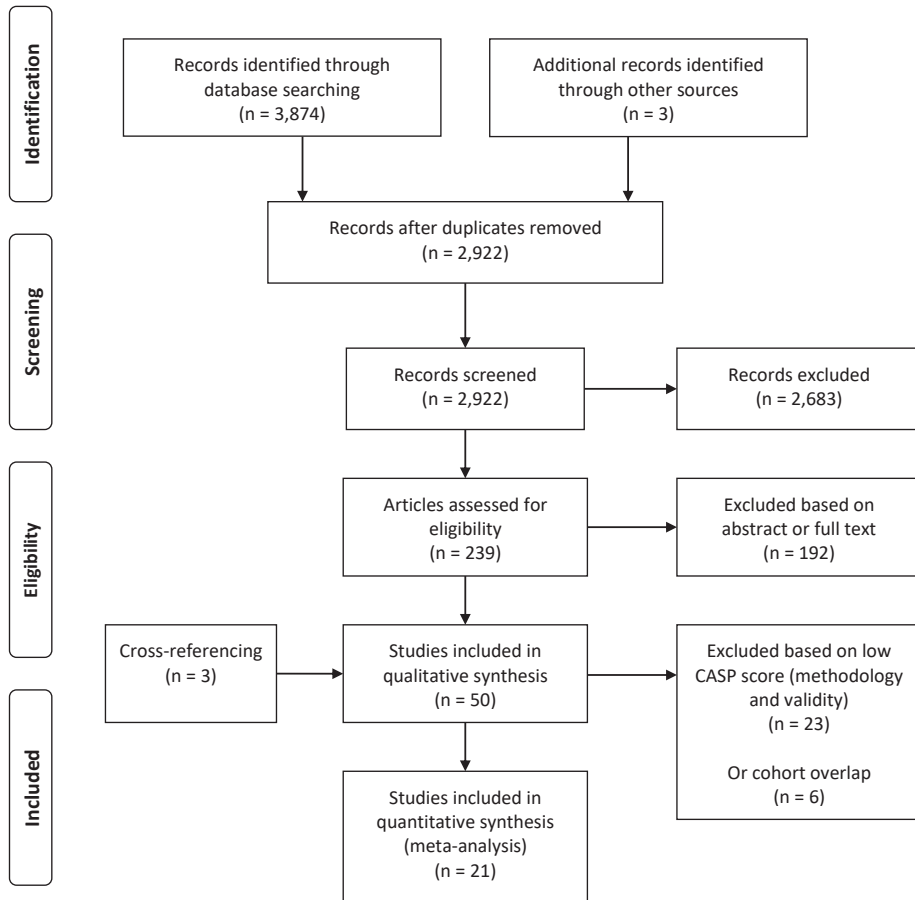 Identification
Records identified through
database searching
(n = 3,874)
Additional records identified
through other sources
(n = 3)
Records after duplicates removed
(n = 2,922)
Screening
Records screened
(n = 2,922)
Records excluded
(n = 2,683)
Eligibility
Articles assessed for
eligibility
(n = 239)
Excluded based on
abstract or full text
(n = 192)
Cross-referencing
(n = 3)
Studies included in
qualitative synthesis
(n = 50)
Excluded based on low
CASP score (methodology
and validity)
(n = 23)
Or cohort overlap
(n = 6)
Included
Studies included in
quantitative synthesis
(meta-analysis)
(n = 21)